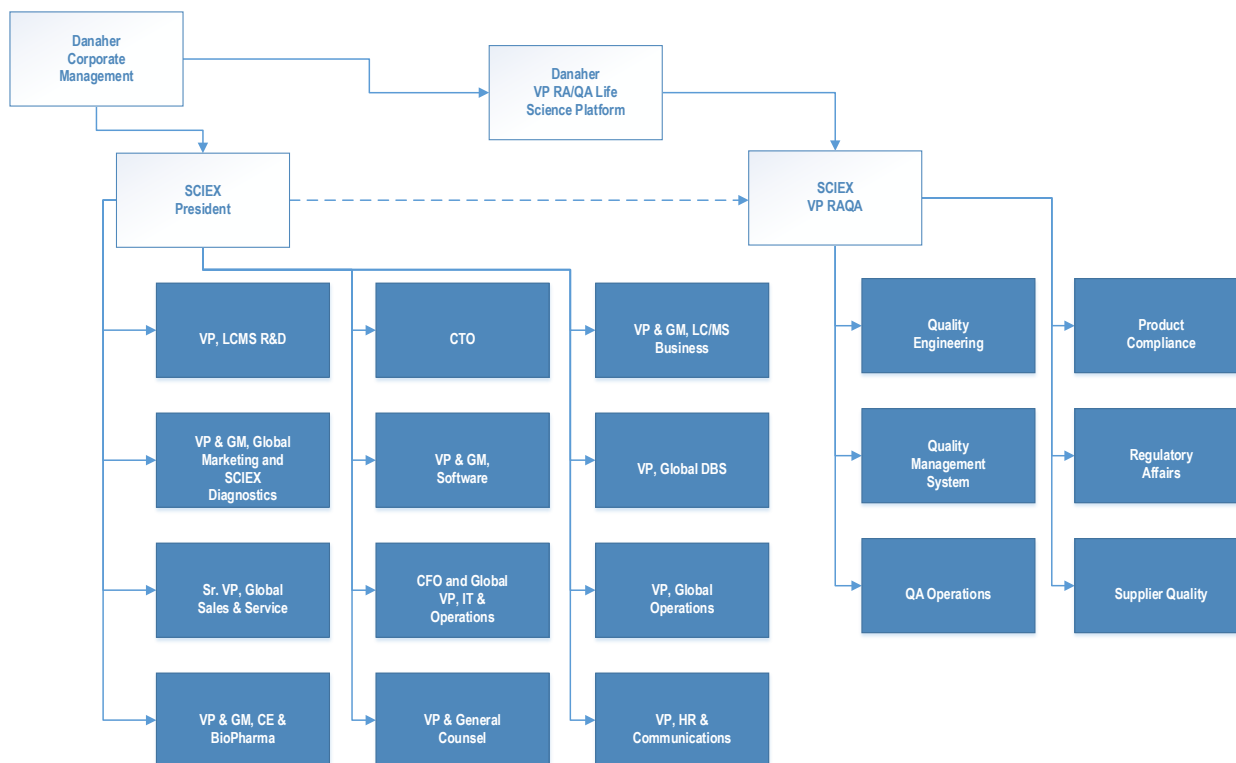 Danaher
Corporate
Management
Danaher
VP RA/QA Life
Science Platform
SCIEX
President
SCIEX
VP RAQA
VP, LCMS R&D
CTO
VP & GM, LC/MS
Business
Quality
Engineering
Product
Compliance
VP & GM, Global
Marketing and
SCIEX
Diagnostics
VP & GM,
Software
VP, Global DBS
Quality
Management
System
Regulatory
Affairs
Sr. VP, Global
Sales & Service
CFO and Global
VP, IT &
Operations
VP, Global
Operations
QA Operations
Supplier Quality
VP & GM, CE &
BioPharma
VP & General
Counsel
VP, HR &
Communications